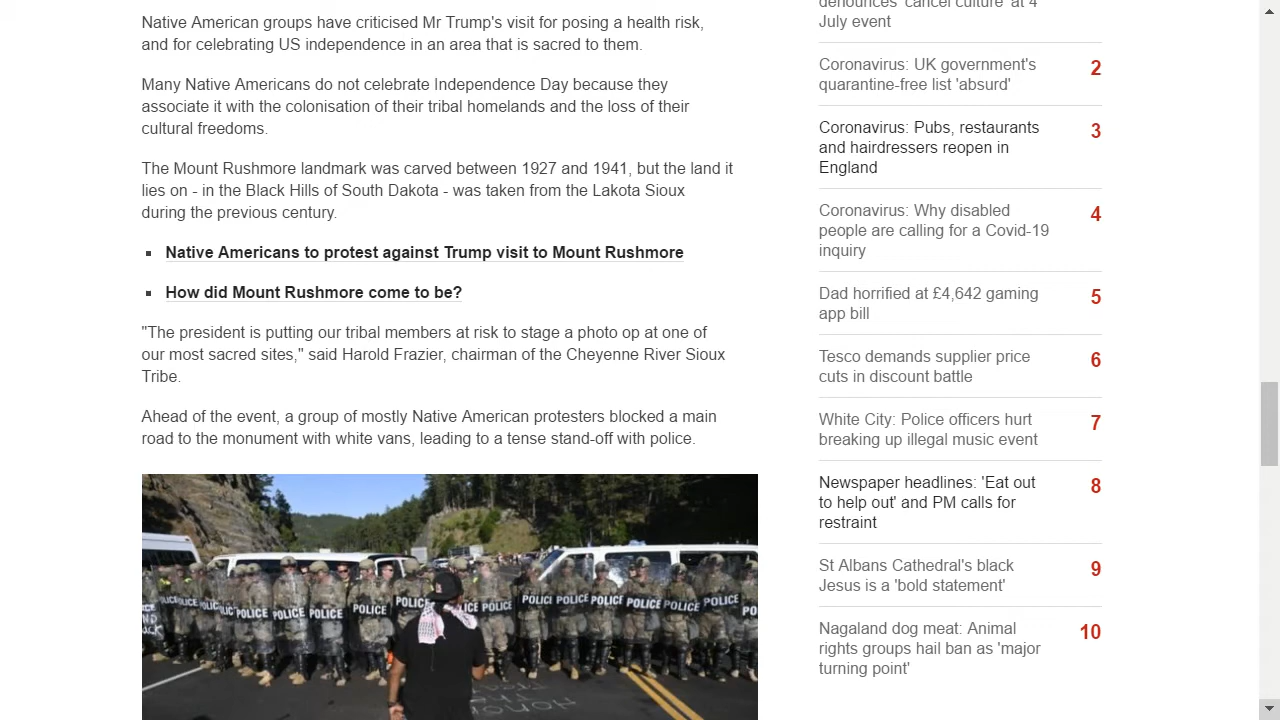 Native American groups have criticised Mr Trump's visit for posing a health risk,
and for celebrating US independence in an area that is sacred to them.
Many Native Americans do not celebrate Independence Day because they
associate it with the colonisation of their tribal homelands and the loss of their
cultural freedoms.
The Mount Rushmore landmark was carved between 1927 and 1941, but the land it
lies on - in the Black Hills of South Dakota - was taken from the Lakota Sioux
during the previous century.
Native Americans to protest against Trump visit to Mount Rushmore
How did Mount Rushmore come to be?
"The president is putting our tribal members at risk to stage a photo op at one of
our most sacred sites," said Harold Frazier, chairman of the Cheyenne River Sioux
Tribe.
Ahead of the event, a group of mostly Native American protesters blocked a main
road to the monument with white vans, leading to a tense stand-off with police.
POLICE POLICE POLICE POLICE POLICE POLICE POLICE POLICE POLICE POLICE POLICE POLICE
denounces 'cancel culture' at 4
July event
Coronavirus: UK government's
quarantine-free list 'absurd'
2
Coronavirus: Pubs, restaurants
and hairdressers reopen in
England
3
Coronavirus: Why disabled
people are calling for a Covid-19
inquiry
4
Dad horrified at £4,642 gaming
app bill
5
Tesco demands supplier price
cuts in discount battle
6
White City: Police officers hurt
breaking up illegal music event
7
Newspaper headlines: 'Eat out
to help out' and PM calls for
restraint
8
St Albans Cathedral's black
Jesus is a 'bold statement'
9
Nagaland dog meat: Animal
rights groups hail ban as 'major
turning point'
10